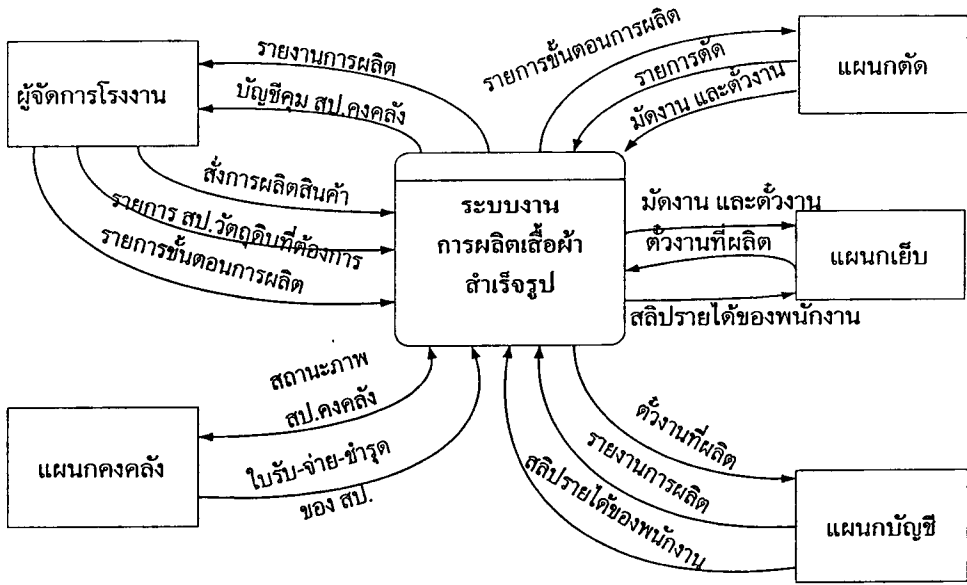 ผู้จัดการโรงงาน
รายงานการผลิต
บัญชีคุม สป.คงคลัง
สั่งการผลิตสินค้า
รายการ สป.วัตถุดิบที่ต้องการ
รายการขั้นตอนการผลิต
รายการขั้นตอนการผลิต
รายการตัด
มัดงาน และตั๋วงาน
แผนกตัด
ระบบงาน
การผลิตเสื้อผ้า
สำเร็จรูป
มัดงาน และตั๋วงาน
ตั๋วงานที่ผลิต
สลิปรายได้ของพนักงาน
แผนกเย็บ
สถานะภาพ
สป.คงคลัง
ใบรับ-จ่าย-ชำรุด
ของ สป.
แผนกคงคลัง
ตั๋วงานที่ผลิต
รายงานการผลิต
สลิปรายได้ของพนักงาน
แผนกบัญชี